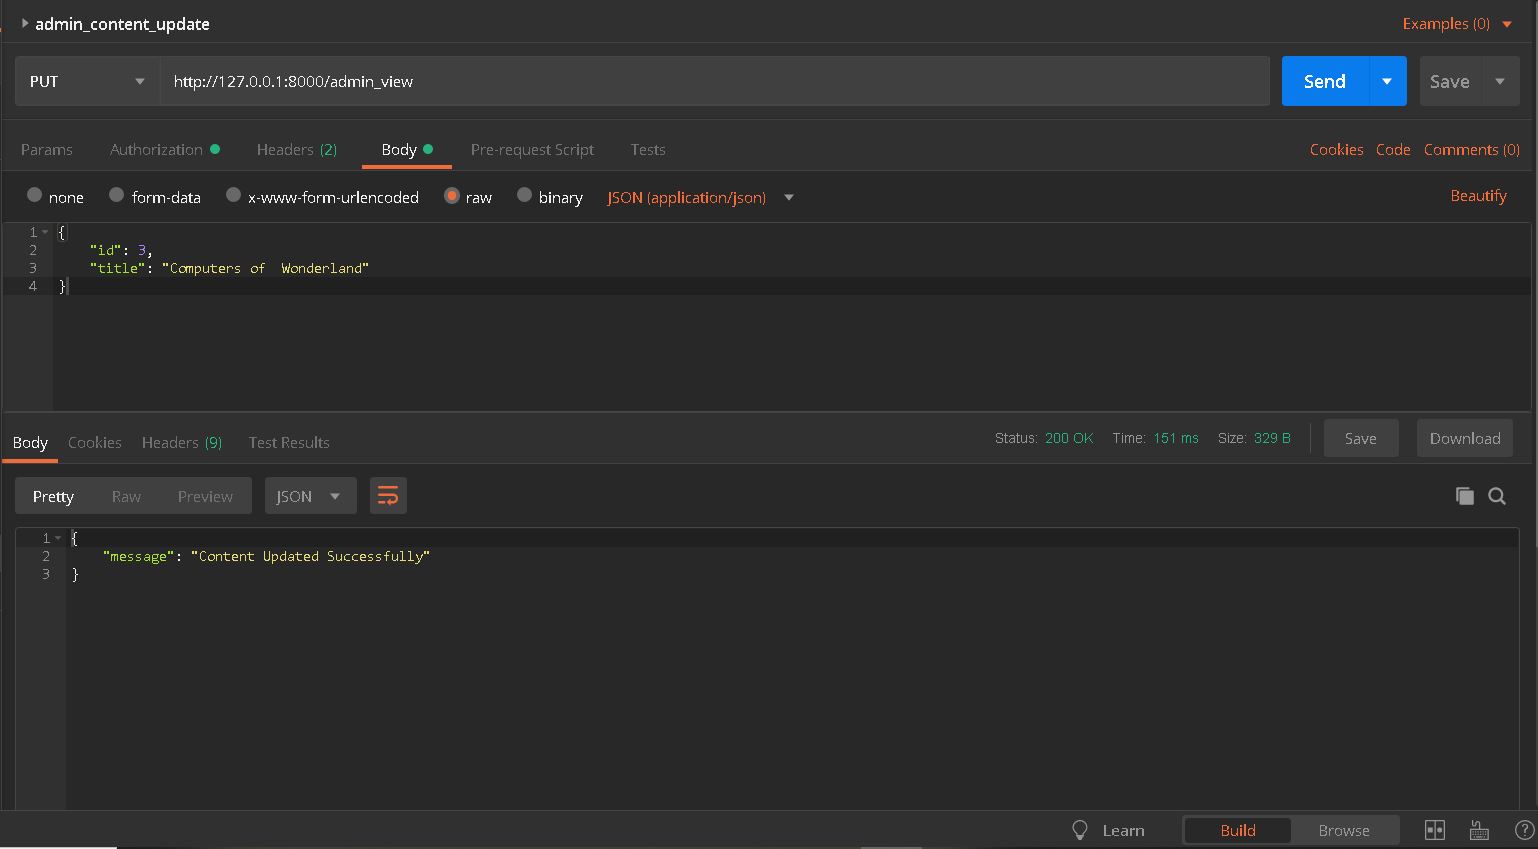 admin_content_update
Examples (0)
PUT
http://127.0.0.1:8000/admin_view
Send
Save
Params Authorization Headers (2) Body Pre-request Script Tests
Cookies Code Comments (0)
none form-data x-www-form-urlencoded raw binary JSON (application/json)
Beautify
1 {
2 "id": 3,
3 "title": "Computers of  Wonderland"
4 }
Body Cookies Headers (9) Test Results
Status: 200 OK Time: 151 ms Size: 329 B
Save
Download
Pretty Raw Preview JSON
1 {
2 "message": "Content Updated Successfully"
3 }
Learn
Build
Browse
?